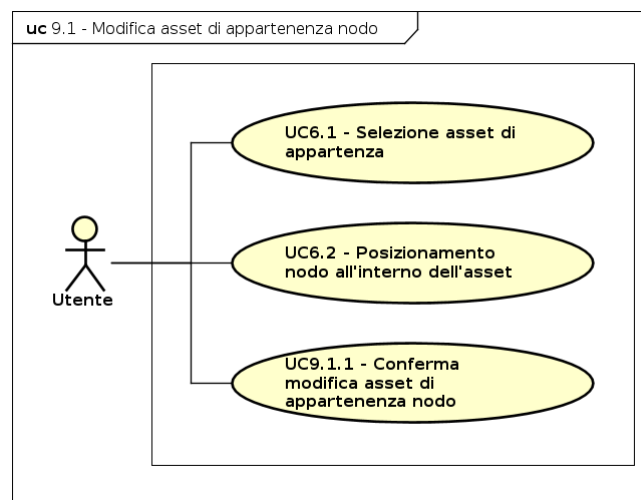 uc 9.1 - Modifica asset di appartenenza nodo
UC6.1 - Selezione asset di
appartenza
UC6.2 - Posizionamento
nodo all'interno dell'asset
Utente
UC9.1.1 - Conferma
modifica asset di
appartenenza nodo